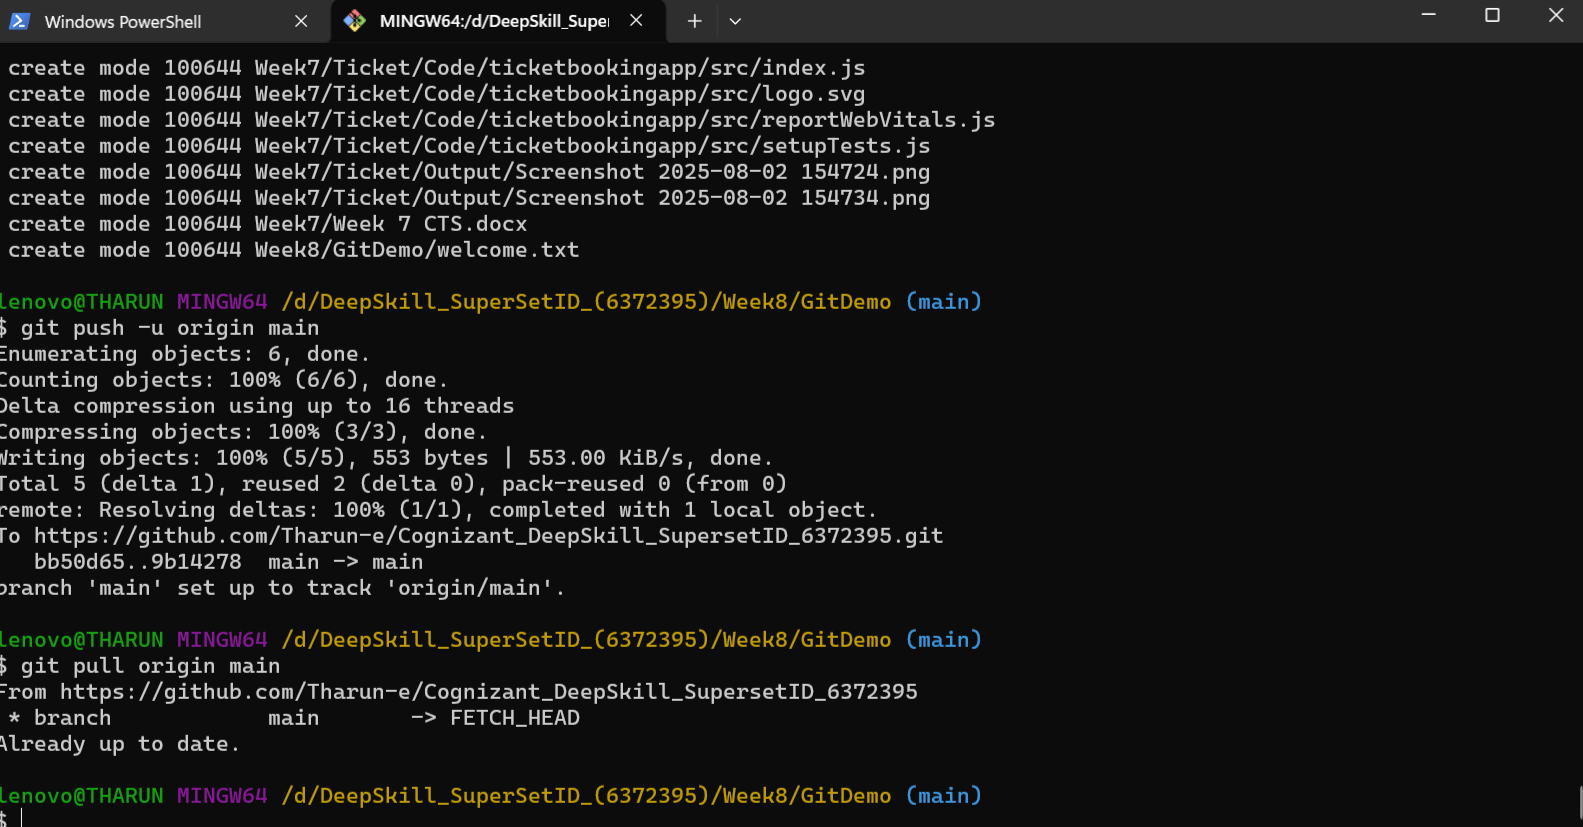 Windows PowerShell
MINGW64:/d/DeepSkill_Super
create mode 100644 Week7/Ticket/Code/ticketbookingapp/src/index.js
create mode 100644 Week7/Ticket/Code/ticketbookingapp/src/logo.svg
create mode 100644 Week7/Ticket/Code/ticketbookingapp/src/reportWebVitals.js
create mode 100644 Week7/Ticket/Code/ticketbookingapp/src/setupTests.js
create mode 100644 Week7/Ticket/Output/Screenshot 2025-08-02 154724.png
create mode 100644 Week7/Ticket/Output/Screenshot 2025-08-02 154734.png
create mode 100644 Week7/Week 7 CTS.docx
create mode 100644 Week8/GitDemo/welcome.txt
lenovo@THARUN MINGW64 /d/DeepSkill_SuperSetID_(6372395)/Week8/GitDemo (main)
$ git push -u origin main
Enumerating objects: 6, done.
Counting objects: 100% (6/6), done.
Delta compression using up to 16 threads
Compressing objects: 100% (3/3), done.
Writing objects: 100% (5/5), 553 bytes | 553.00 KiB/s, done.
Total 5 (delta 1), reused 2 (delta 0), pack-reused 0 (from 0)
remote: Resolving deltas: 100% (1/1), completed with 1 local object.
To https://github.com/Tharun-e/Cognizant_DeepSkill_SupersetID_6372395.git
bb50d65..9b14278 main -> main
branch 'main' set up to track 'origin/main'.
lenovo@THARUN MINGW64 /d/DeepSkill_SuperSetID_(6372395)/Week8/GitDemo (main)
$ git pull origin main
From https://github.com/Tharun-e/Cognizant_DeepSkill_SupersetID_6372395
* branch main -> FETCH_HEAD
Already up to date.
lenovo@THARUN MINGW64 /d/DeepSkill_SuperSetID_(6372395)/Week8/GitDemo (main)
$